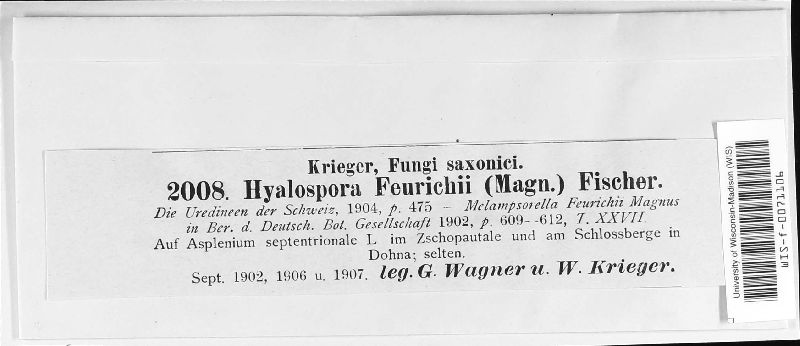 Krieger, Fungi saxonici.
2008. Hyalospora Feurichii (Magn.) Fischer.
Die Uredineen der Schweiz, 1904, p. 475 — Melampsorella Feurichii Magnus
in Ber. d. Deutsch. Bot. Gesellschaft 1902, p. 609--612, T. XXVII.
Auf Asplenium septentrionale L im Zschopautale und am Schlossberge in
Dohna; selten.
Sept. 1902, 1906 u. 1907. leg. G. Wagner u. W. Krieger.
University of Wisconsin-Madison (WIS)
WIS-f-0071106